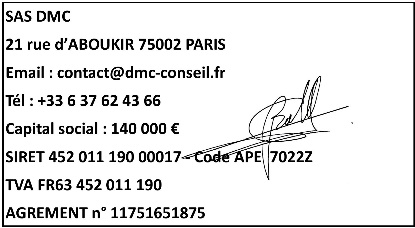 SAS DMC
21 rue d’ABOUKIR 75002 PARIS
Email : contact@dmc-conseil.fr
Tél : +33 6 37 62 43 66
Capital social : 140 000 €
SIRET 452 011 190 00017 - Code APE 7022Z
TVA FR63 452 011 190
AGREMENT n° 11751651875